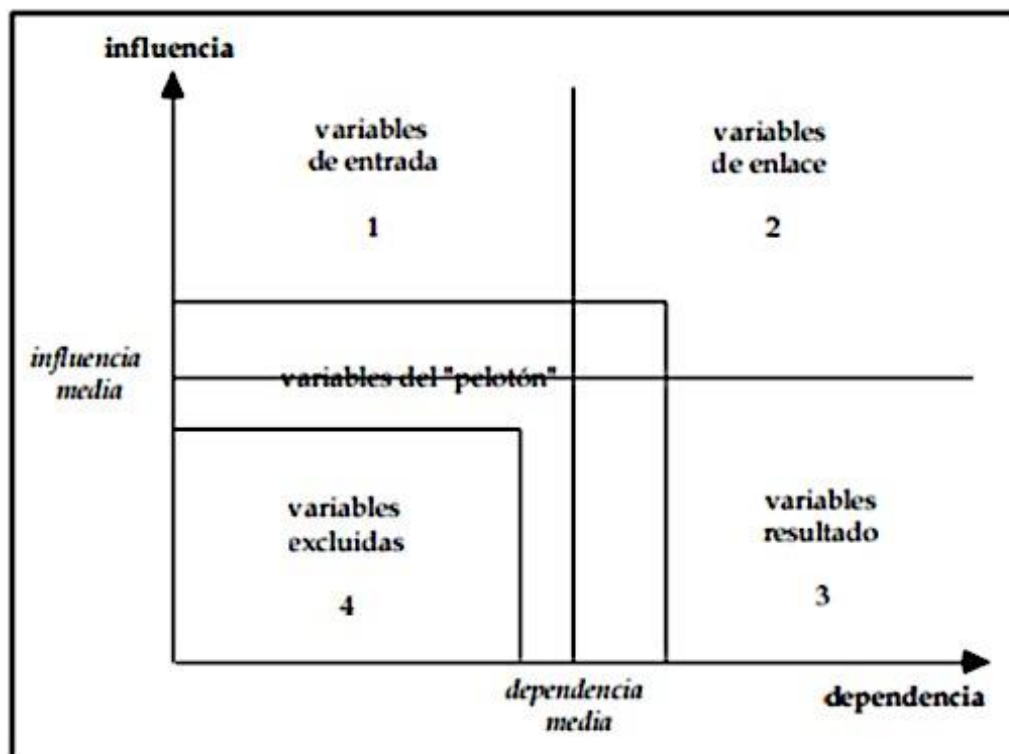 influencia
variables
de entrada
1
variables
de enlace
2
influencia
media
variables del "pelotón"
variables
excluidas
4
variables
resultado
3
dependencia
media
dependencia